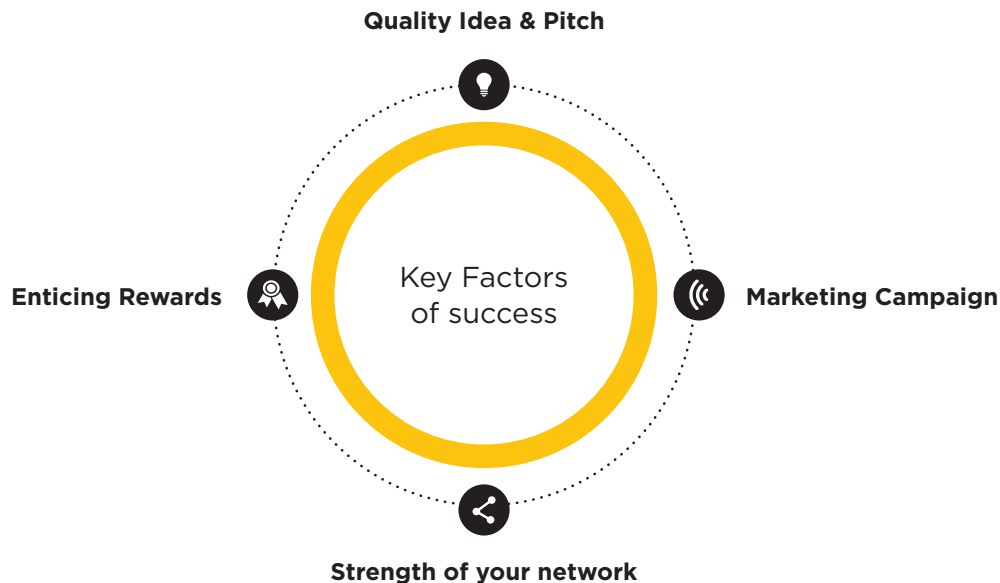 Quality Idea & Pitch
Key Factors
of success
Enticing Rewards
Marketing Campaign
Strength of your network